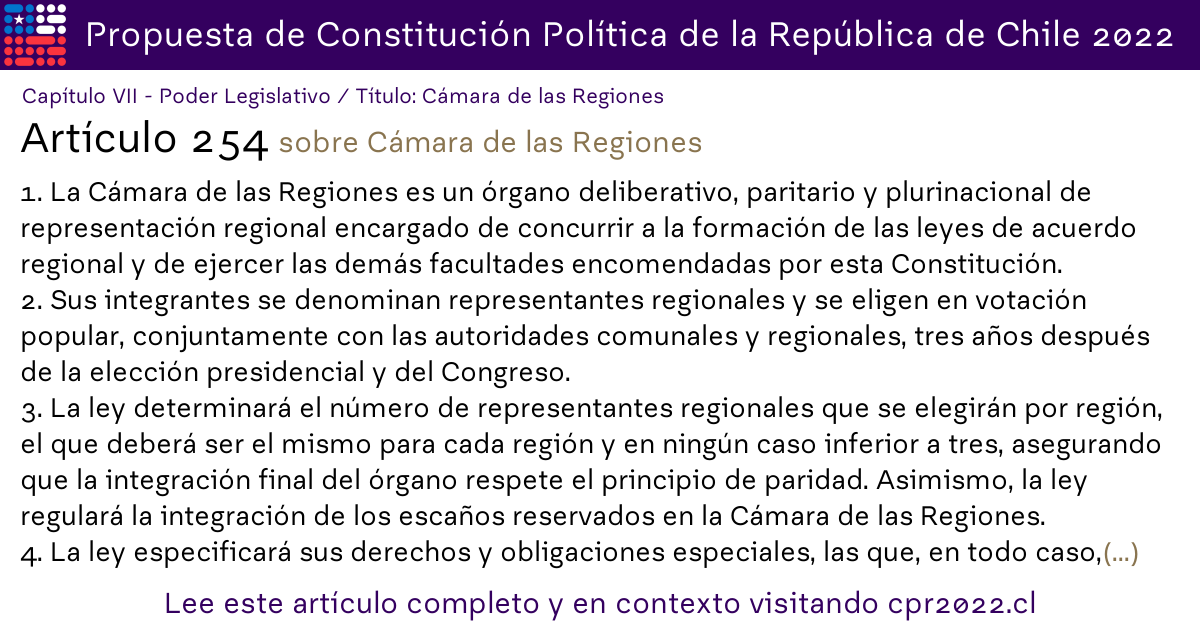 Propuesta de Constitución Política de la República de Chile 2022
Capítulo VII - Poder Legislativo / Título: Cámara de las Regiones
Artículo 254 sobre Cámara de las Regiones
1. La Cámara de las Regiones es un órgano deliberativo, paritario y plurinacional de
representación regional encargado de concurrir a la formación de las leyes de acuerdo
regional y de ejercer las demás facultades encomendadas por esta Constitución.
2. Sus integrantes se denominan representantes regionales y se eligen en votación
popular, conjuntamente con las autoridades comunales y regionales, tres años después
de la elección presidencial y del Congreso.
3. La ley determinará el número de representantes regionales que se elegirán por región,
el que deberá ser el mismo para cada región y en ningún caso inferior a tres, asegurando
que la integración final del órgano respete el principio de paridad. Asimismo, la ley
regulará la integración de los escaños reservados en la Cámara de las Regiones.
4. La ley especificará sus derechos y obligaciones especiales, las que, en todo caso,(...)
Lee este artículo completo y en contexto visitando cpr2022.cl